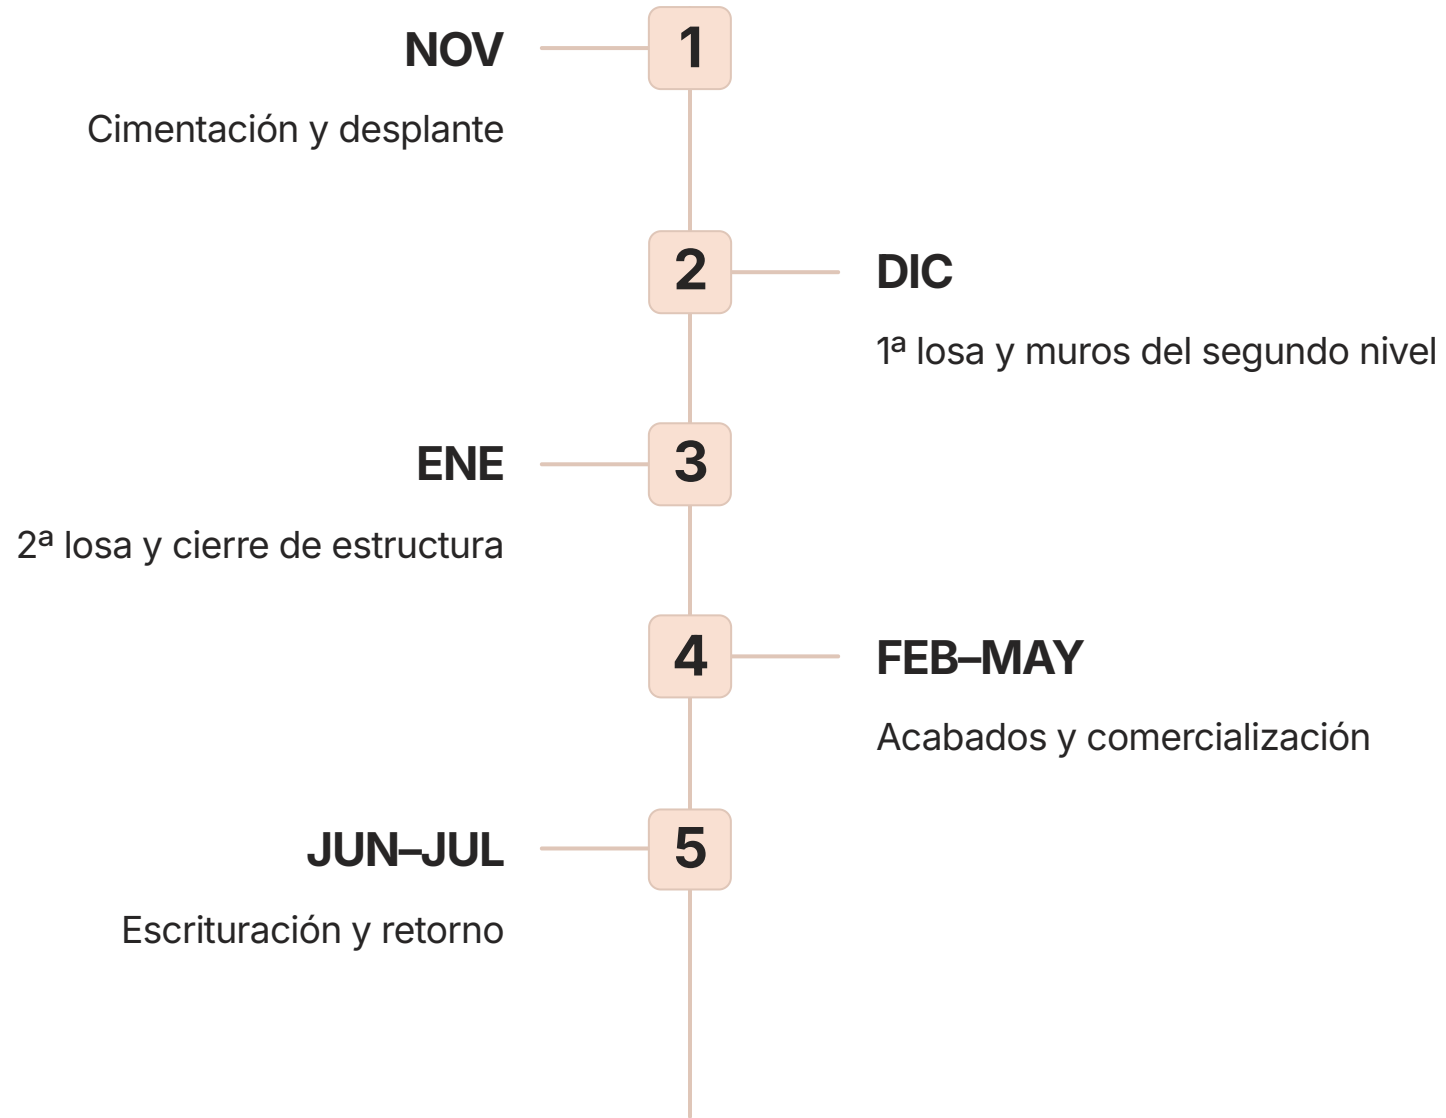 NOV
1
Cimentación y desplante
2
DIC
1ª losa y muros del segundo nivel
ENE
3
2ª losa y cierre de estructura
4
FEB–MAY
Acabados y comercialización
JUN–JUL
5
Escrituración y retorno